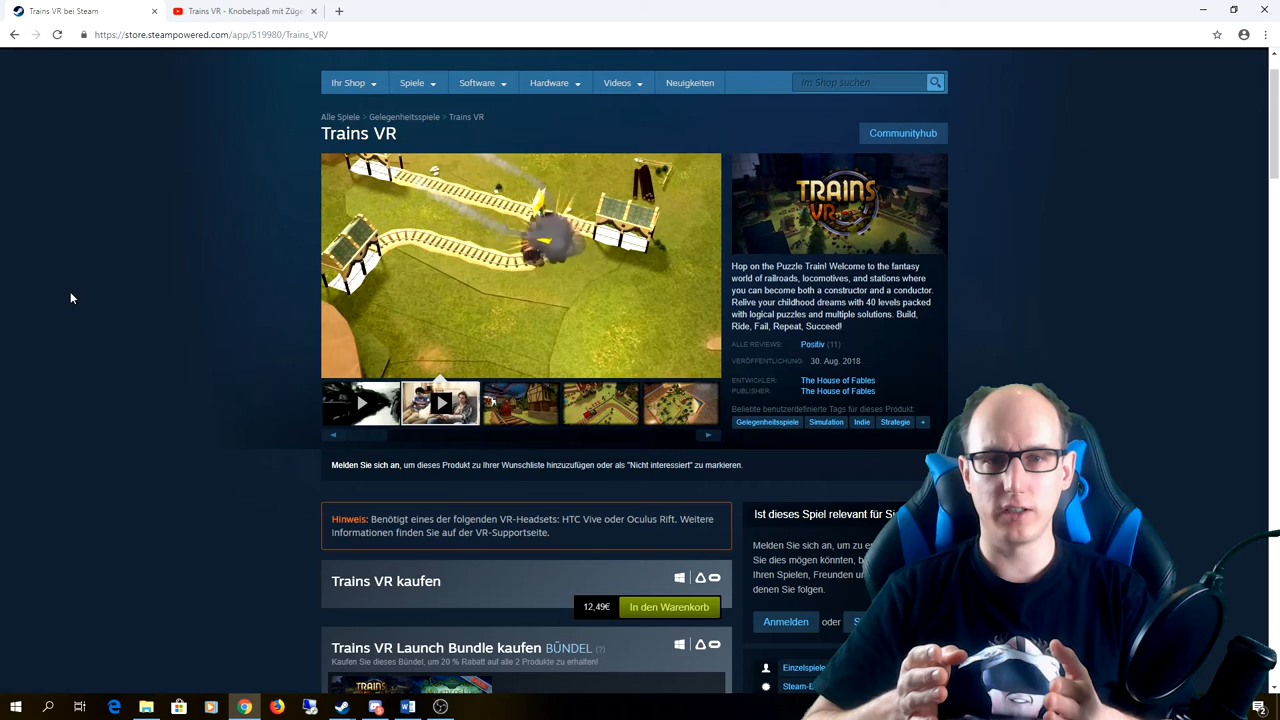 Trains VR bei Steam
Trains VR - Knobelspaß mit Züge
https://store.steampowered.com/app/519980/Trains_VR/
Ihr Shop
Spiele
Software
Hardware
Videos
Neuigkeiten
im Shop suchen
Alle Spiele > Gelegenheitsspiele > Trains VR
Trains VR
Communityhub
TRAINS
VR
Hop on the Puzzle Train! Welcome to the fantasy
world of railroads, locomotives, and stations where
you can become both a constructor and a conductor.
Relive your childhood dreams with 40 levels packed
with logical puzzles and multiple solutions. Build,
Ride, Fail, Repeat, Succeed!
ALLE REVIEWS: Positiv (11)
VERÖFFENTLICHUNG: 30. Aug. 2018
ENTWICKLER: The House of Fables
PUBLISHER: The House of Fables
Beliebte benutzerdefinierte Tags für dieses Produkt:
Gelegenheitsspiele Simulation Indie Strategie +
Melden Sie sich an, um dieses Produkt zu Ihrer Wunschliste hinzuzufügen oder als "Nicht interessiert" zu markieren.
Hinweis: Benötigt eines der folgenden VR-Headsets: HTC Vive oder Oculus Rift. Weitere
Informationen finden Sie auf der VR-Supportseite.
Trains VR kaufen
12,49€ In den Warenkorb
Trains VR Launch Bundle kaufen BÜNDEL (?)
Kaufen Sie dieses Bündel, um 20 % Rabatt auf alle 2 Produkte zu erhalten!
TRAINS
Ist dieses Spiel relevant für Si
Melden Sie sich an, um zu e
Sie dies mögen könnten, b
Ihren Spielen, Freunden un
denen Sie folgen.
Anmelden oder S
Einzelspiele
Steam-E
2